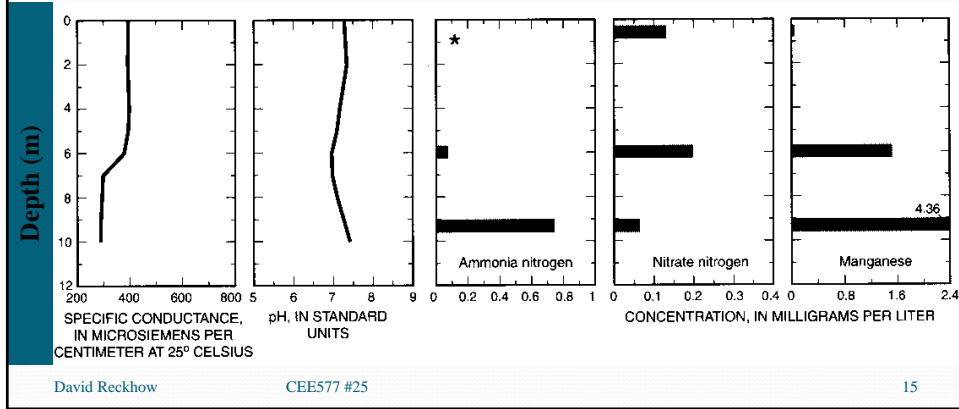 Depth (m)
0
2
4
6
8
10
12
200 400 600 800
SPECIFIC CONDUCTANCE,
IN MICROSIEMENS PER
CENTIMETER AT 25° CELSIUS
5 6 7 8 9
pH, IN STANDARD
UNITS
*
Ammonia nitrogen
0 0.2 0.4 0.6 0.8 1
Nitrate nitrogen
0 0.1 0.2 0.3 0.4
4.36
Manganese
0 0.8 1.6 2.4
CONCENTRATION, IN MILLIGRAMS PER LITER
David Reckhow CEE577 #25 15